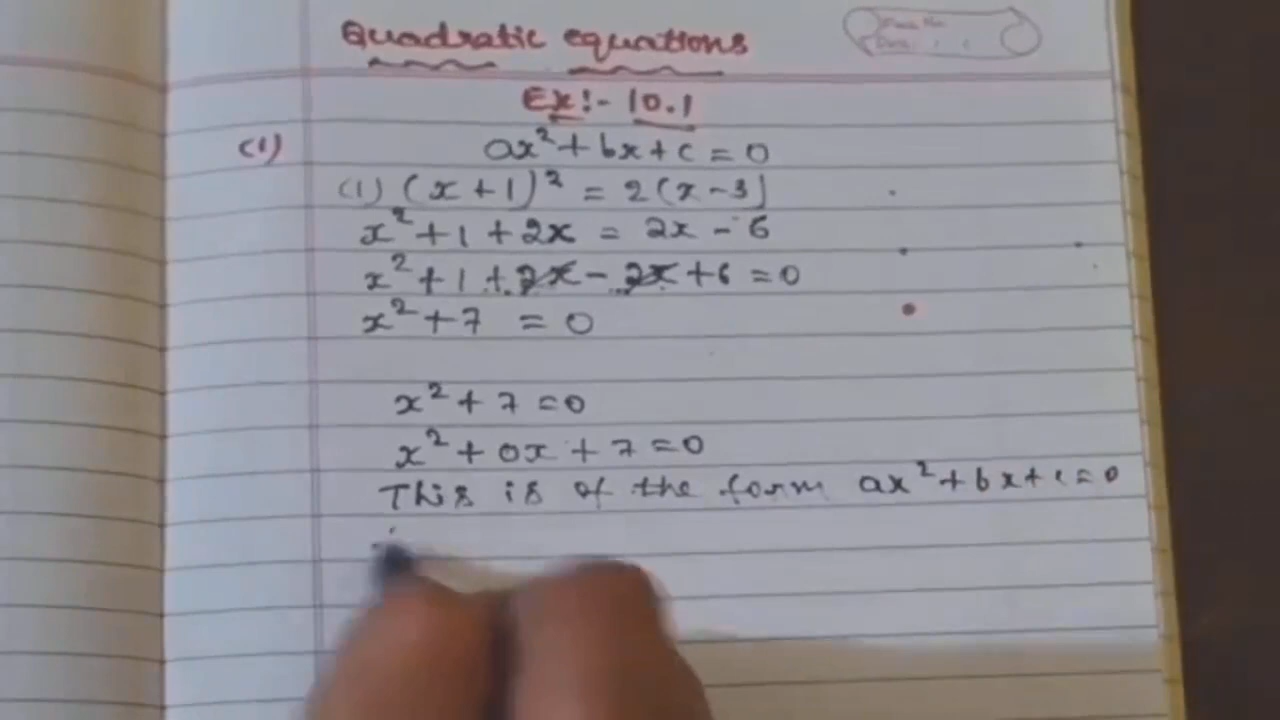 Quadratic equations
Ex:- 10.1
(1) ax² + bx + c = 0
(1) (x + 1)² = 2(x - 3)
x² + 1 + 2x = 2x - 6
x² + 1 + 2x - 2x + 6 = 0
x² + 7 = 0
x² + 7 = 0
x² + 0x + 7 = 0
This is of the form ax² + bx + c = 0